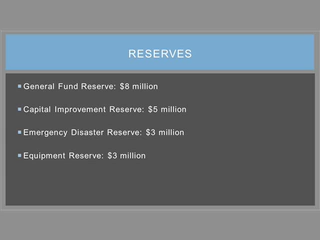 RESERVES
General Fund Reserve: $8 million
Capital Improvement Reserve: $5 million
Emergency Disaster Reserve: $3 million
Equipment Reserve: $3 million